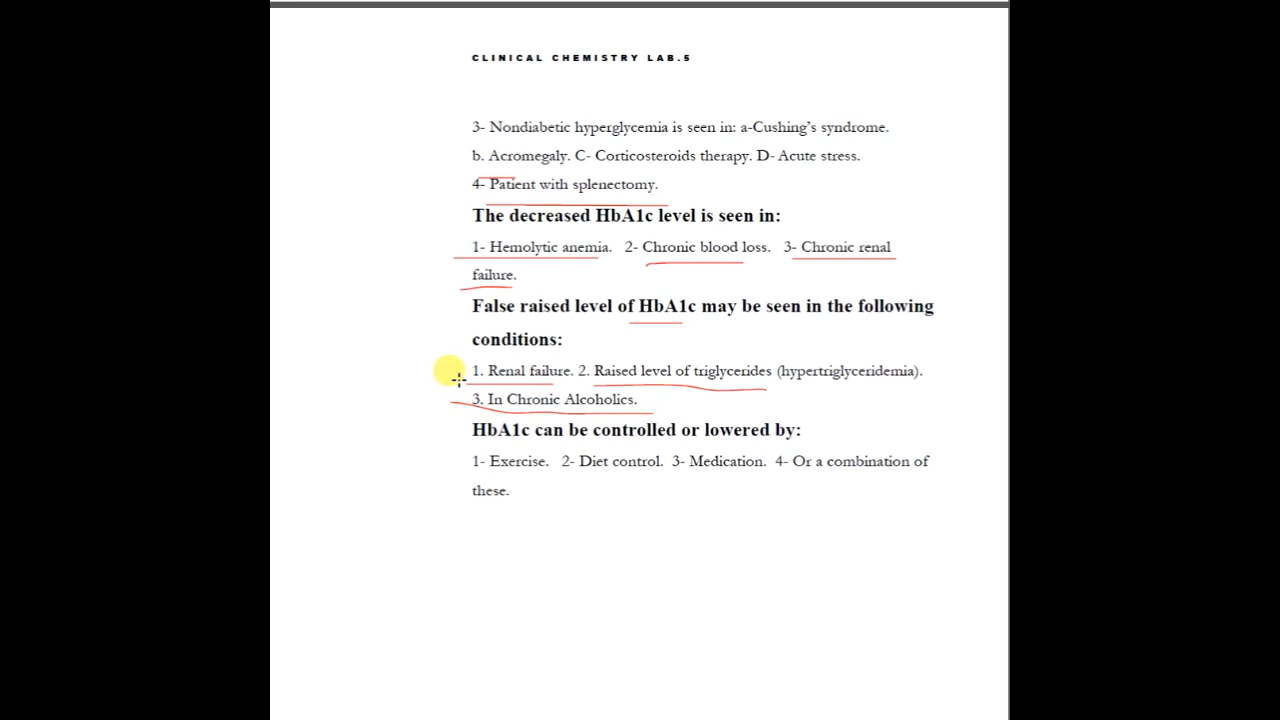 CLINICAL CHEMISTRY LAB.5
3- Nondiabetic hyperglycemia is seen in: a-Cushing's syndrome.
b. Acromegaly. C- Corticosteroids therapy. D- Acute stress.
4- Patient with splenectomy.
The decreased HbA1c level is seen in:
1- Hemolytic anemia.   2- Chronic blood loss.   3- Chronic renal
failure.
False raised level of HbA1c may be seen in the following
conditions:
1. Renal failure. 2. Raised level of triglycerides (hypertriglyceridemia).
3. In Chronic Alcoholics.
HbA1c can be controlled or lowered by:
1- Exercise.   2- Diet control.  3- Medication.  4- Or a combination of
these.